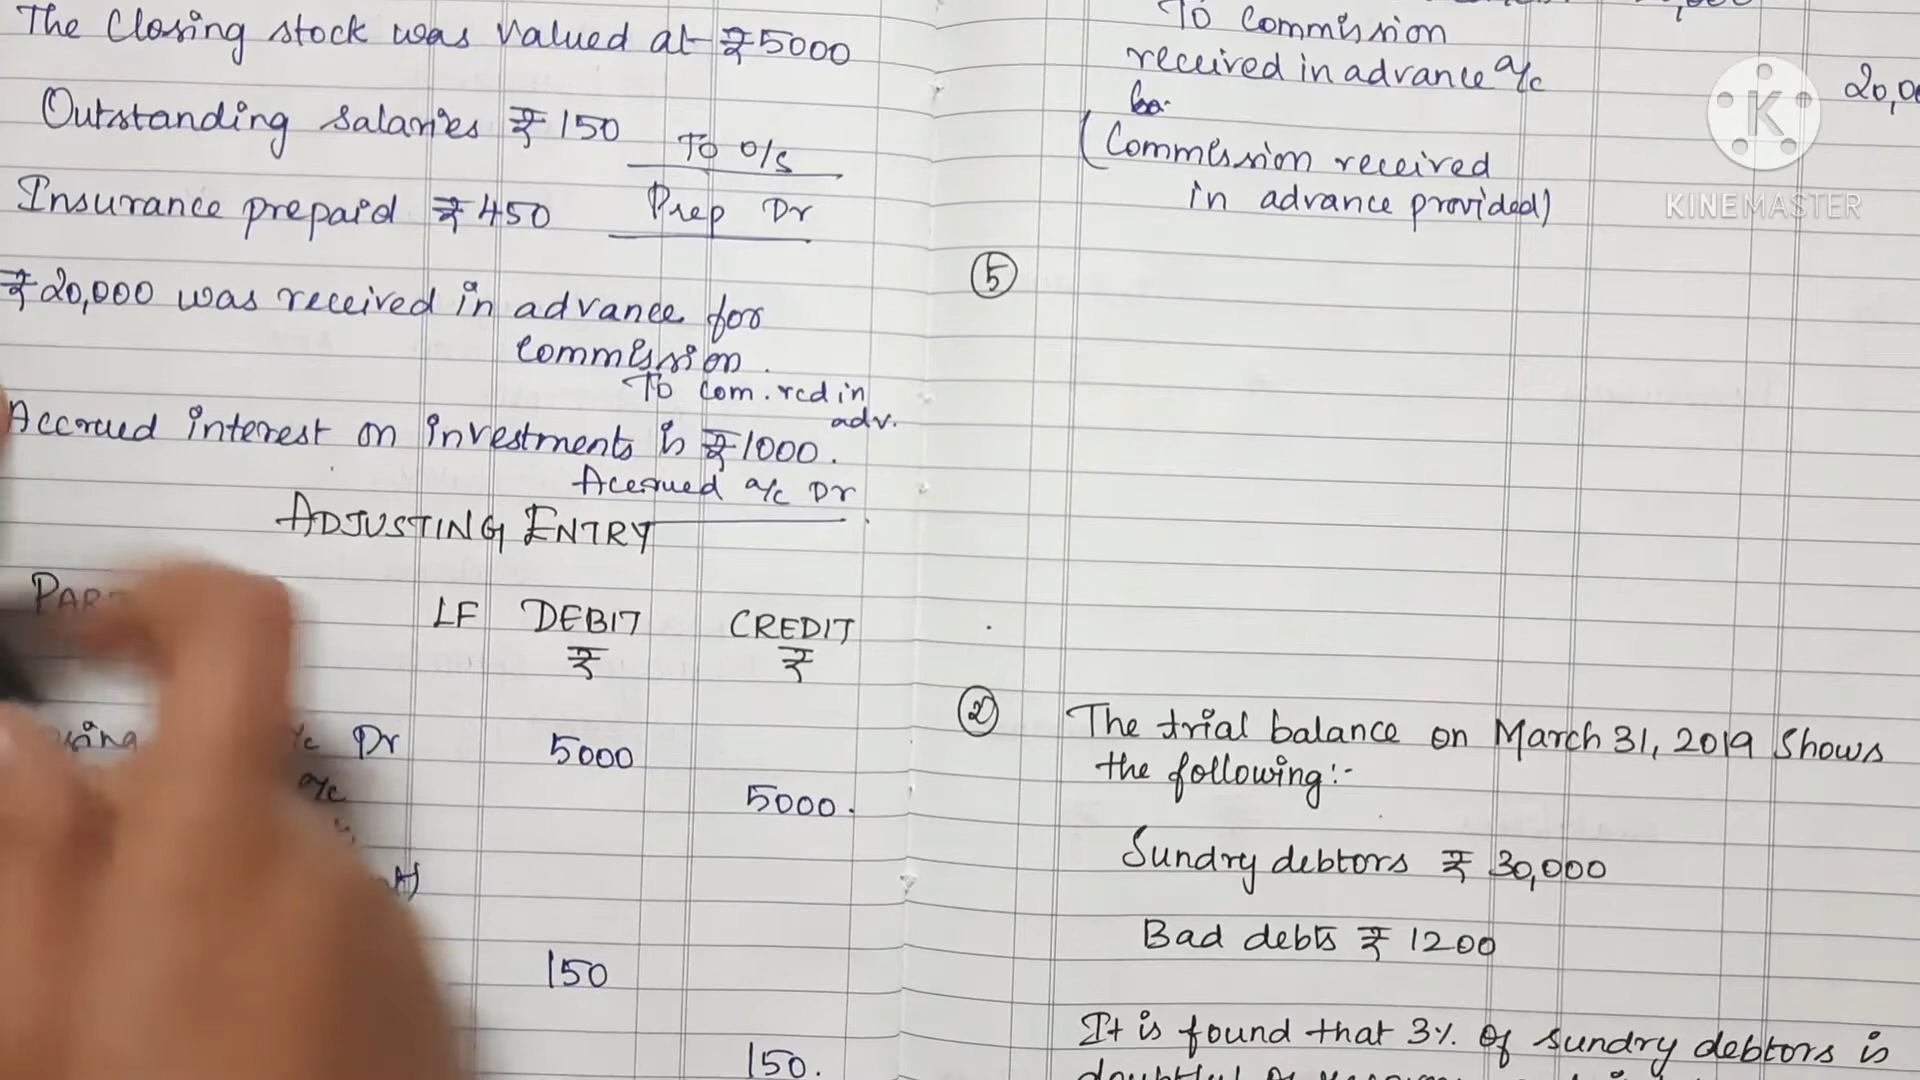 The Closing stock was valued at ₹5000
Outstanding Salaries ₹150
To O/s
Insurance prepaid ₹450
Prep Dr
₹20,000 was received in advance for
commission.
To Com. rcd in
adv.
Accrued interest on investments is ₹1000.
Accrued a/c Dr
ADJUSTING ENTRY
LF DEBIT CREDIT
₹ ₹
a/c Dr 5000
a/c
5000.
150
150.
To Commission
received in advance a/c
20,0
(Commission received
in advance provided)
KINEMASTER
5
2 The trial balance on March 31, 2019 Shows
the following:-
Sundry debtors ₹30,000
Bad debts ₹1200
It is found that 3% of sundry debtors is